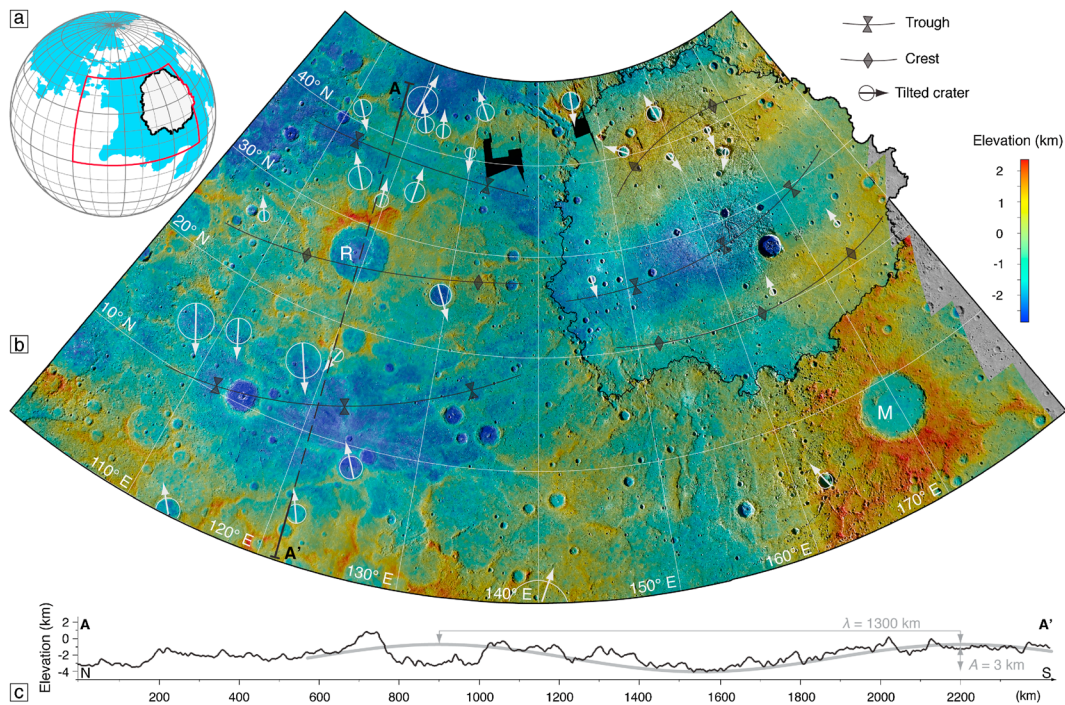 a
Trough
Crest
Tilted crater
Elevation (km)
2
1
0
-1
-2
40° N
30° N
20° N
10° N
A
R
M
b
110° E
120° E
A'
130° E
140° E
150° E
160° E
170° E
Elevation (km)
A
A'
2
0
-2
-4
N
S
λ = 1300 km
A = 3 km
c
0
200
400
600
800
1000
1200
1400
1600
1800
2000
2200
(km)